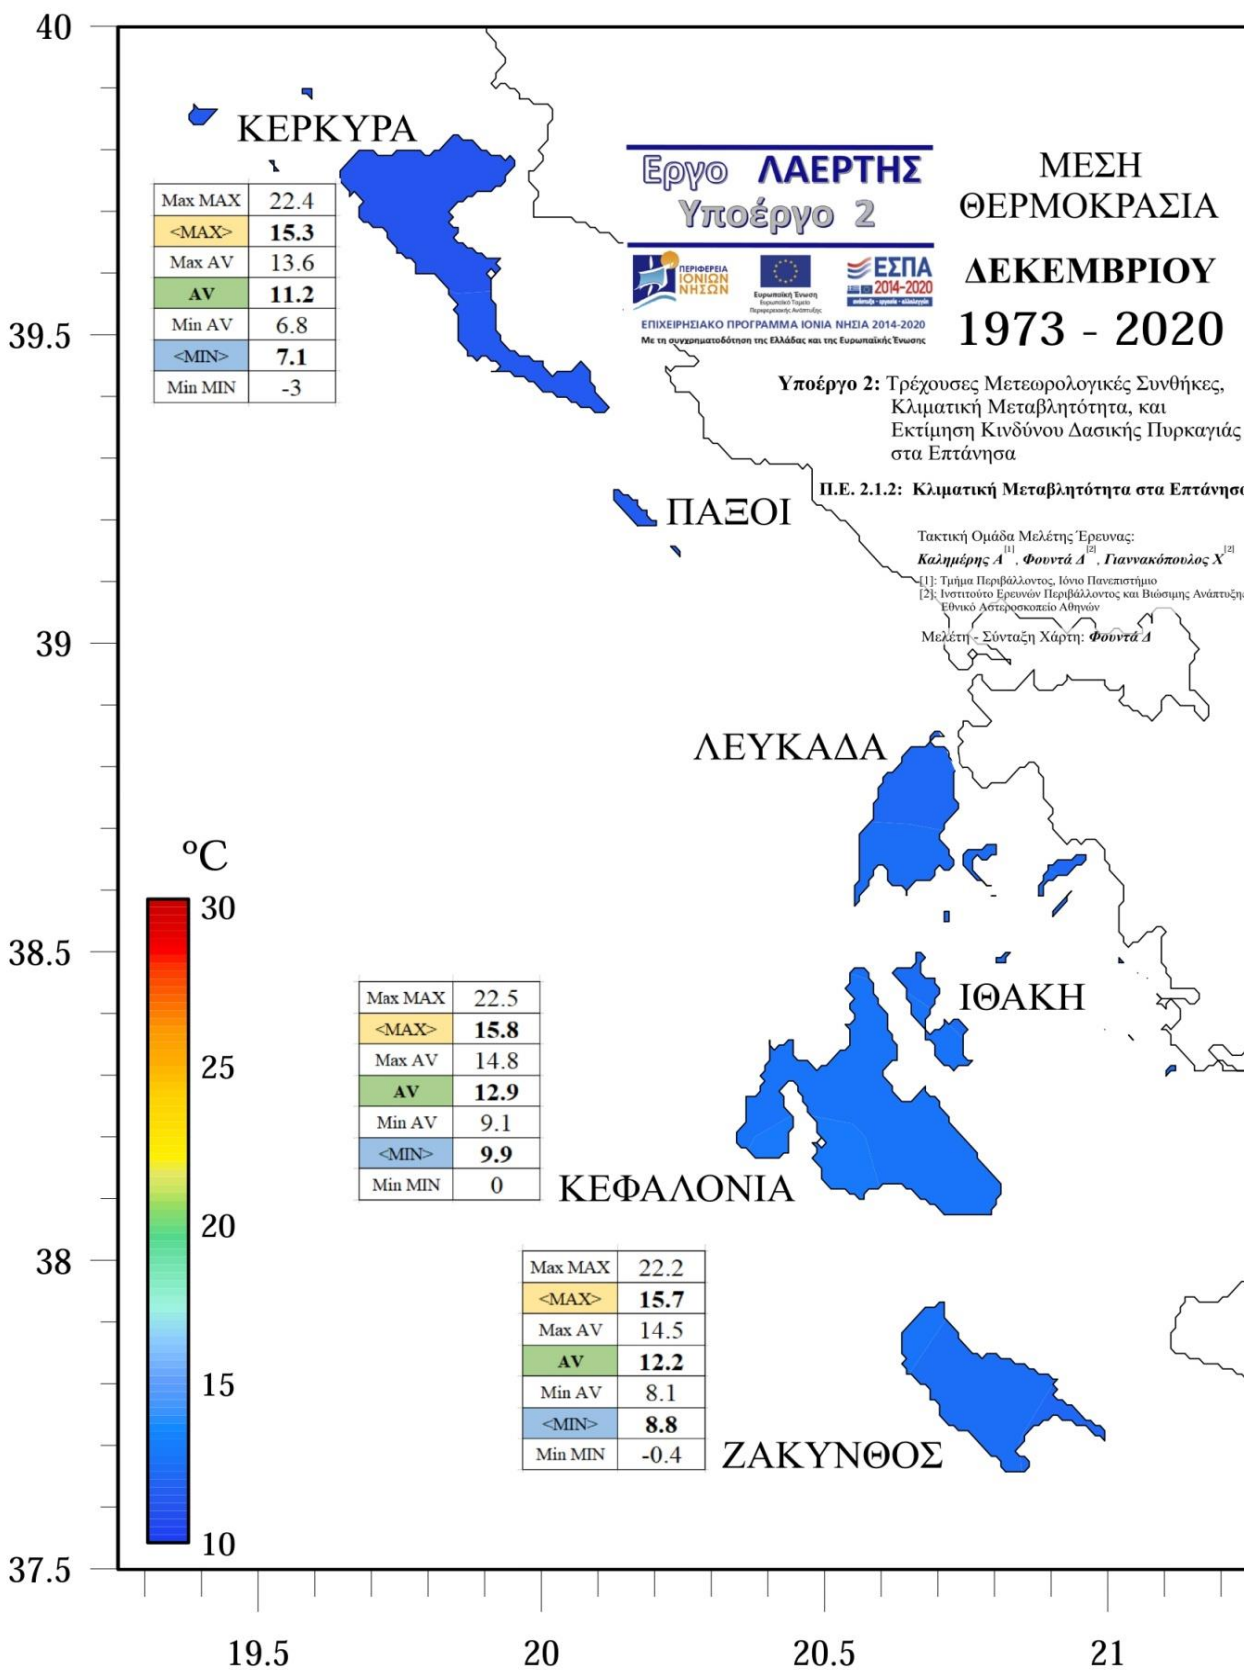 40
39.5
39
38.5
38
37.5
19.5
20
20.5
21
ΚΕΡΚΥΡΑ
Max MAX 22.4
<MAX> 15.3
Max AV 13.6
AV 11.2
Min AV 6.8
<MIN> 7.1
Min MIN -3
Εργο ΛΑΕΡΤΗΣ
Υποέργο 2
ΠΕΡΙΦΕΡΕΙΑ
ΙΟΝΙΩΝ
ΝΗΣΩΝ
Ευρωπαϊκή Ένωση
Ευρωπαϊκό Ταμείο
Περιφερειακής Ανάπτυξης
ΕΣΠΑ
2014-2020
ανάπτυξη - εργασία - αλληλεγγύη
ΕΠΙΧΕΙΡΗΣΙΑΚΟ ΠΡΟΓΡΑΜΜΑ ΙΟΝΙΑ ΝΗΣΙΑ 2014-2020
Με τη συγχρηματοδότηση της Ελλάδας και της Ευρωπαϊκής Ένωσης
ΜΕΣΗ
ΘΕΡΜΟΚΡΑΣΙΑ
ΔΕΚΕΜΒΡΙΟΥ
1973 - 2020
Υποέργο 2: Τρέχουσες Μετεωρολογικές Συνθήκες,
Κλιματική Μεταβλητότητα, και
Εκτίμηση Κινδύνου Δασικής Πυρκαγιάς
στα Επτάνησα
Π.Ε. 2.1.2: Κλιματική Μεταβλητότητα στα Επτάνησα
Τακτική Ομάδα Μελέτης Έρευνας:
Καλημέρης Α[1], Φουντά Δ[2], Γιαννακόπουλος Χ[2]
[1]: Τμήμα Περιβάλλοντος, Ιόνιο Πανεπιστήμιο
[2]: Ινστιτούτο Ερευνών Περιβάλλοντος και Βιώσιμης Ανάπτυξης
Εθνικό Αστεροσκοπείο Αθηνών
Μελέτη - Σύνταξη Χάρτη: Φουντά Δ
ΠΑΞΟΙ
ΛΕΥΚΑΔΑ
ΙΘΑΚΗ
ºC
30
25
20
15
10
Max MAX 22.5
<MAX> 15.8
Max AV 14.8
AV 12.9
Min AV 9.1
<MIN> 9.9
Min MIN 0
ΚΕΦΑΛΟΝΙΑ
Max MAX 22.2
<MAX> 15.7
Max AV 14.5
AV 12.2
Min AV 8.1
<MIN> 8.8
Min MIN -0.4
ΖΑΚΥΝΘΟΣ